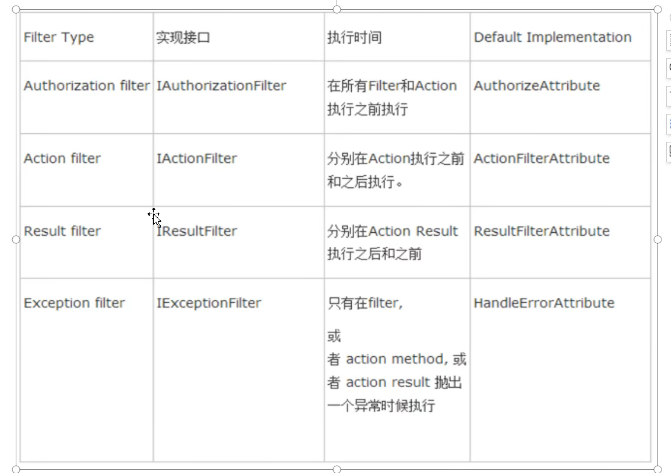 Filter Type 实现接口 执行时间 Default Implementation
Authorization filter IAuthorizationFilter 在所有Filter和Action AuthorizeAttribute
执行之前执行
Action filter IActionFilter 分别在Action执行之前 ActionFilterAttribute
和之后执行。
Result filter IResultFilter 分别在Action Result ResultFilterAttribute
执行之后和之前
Exception filter IExceptionFilter 只有在filter, HandleErrorAttribute
或
者 action method, 或
者 action result 抛出
一个异常时候执行